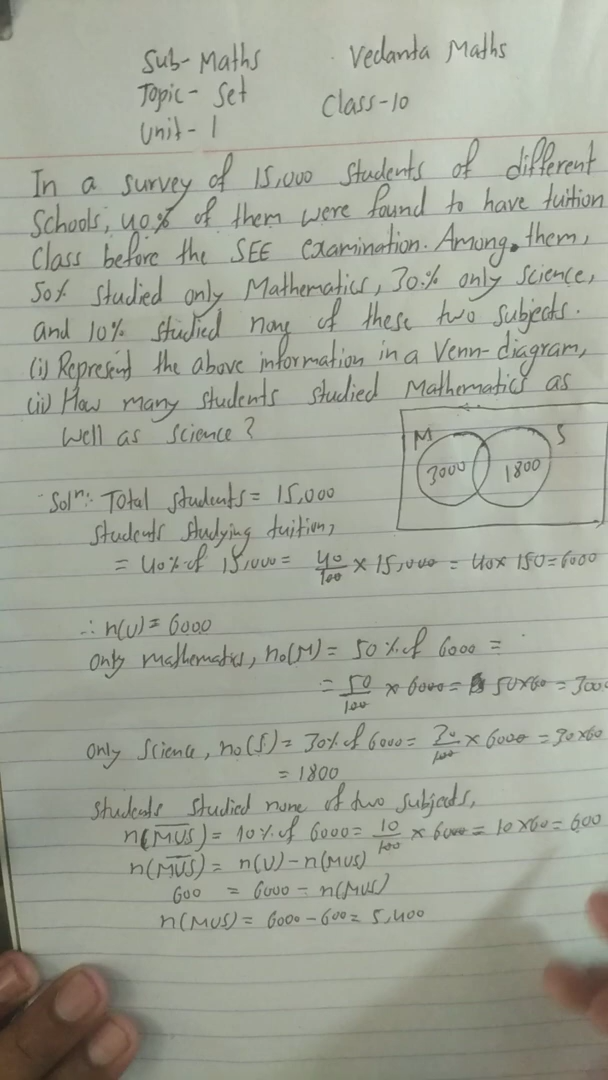 Sub- Maths
Vedanta Maths
Topic- Set
Class-10
Unit- 1
In a survey of 15,000 students of different
Schools, 40% of them were found to have tuition
Class before the SEE examination. Among them,
50% studied only Mathematics, 30% only science,
and 10% studied none of these two subjects.
(i) Represent the above information in a Venn-diagram,
(ii) How many students studied Mathematics as
well as science?
M S
3000 1800
Solⁿ: Total students = 15,000
students studying tuition,
= 40% of 15,000 = 40/100 × 15,000 = 40× 150=6000
∴ n(U) = 6000
Only mathematics, n₀(M) = 50% of 6000 =
= 50/100 × 6000 = 50×60 = 3000
Only Science, n₀(S) = 30% of 6000 = 30/100 × 6000 = 30×60
= 1800
students studied none of two subjects,
n(M̅U̅S̅) = 10% of 6000 = 10/100 × 6000 = 10×60 = 600
n(M̅U̅S̅) = n(U) - n(MUS)
600 = 6000 - n(MUS)
n(MUS) = 6000 - 600 = 5,400